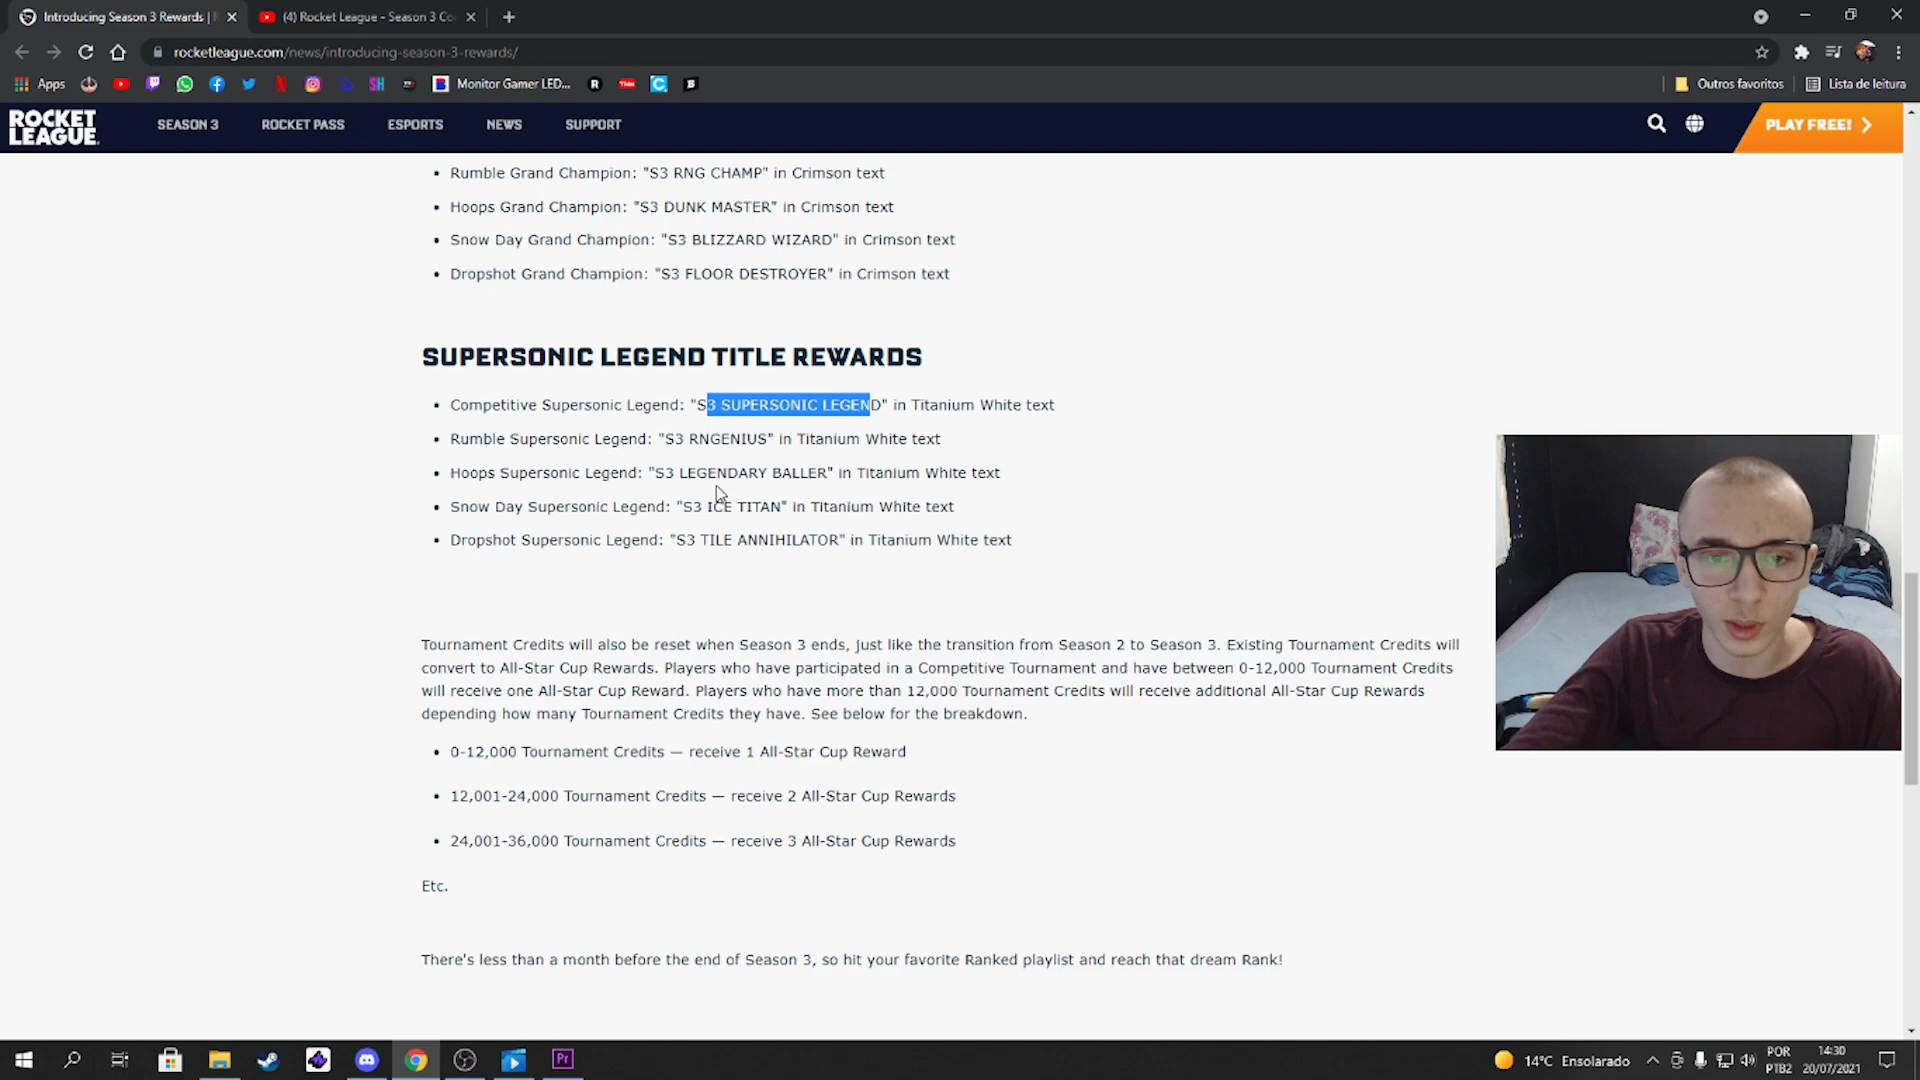 Introducing Season 3 Rewards |
(4) Rocket League - Season 3 Co
rocketleague.com/news/introducing-season-3-rewards/
Apps
Monitor Gamer LED...
Outros favoritos
Lista de leitura
ROCKET LEAGUE
SEASON 3
ROCKET PASS
ESPORTS
NEWS
SUPPORT
PLAY FREE!
• Rumble Grand Champion: "S3 RNG CHAMP" in Crimson text
• Hoops Grand Champion: "S3 DUNK MASTER" in Crimson text
• Snow Day Grand Champion: "S3 BLIZZARD WIZARD" in Crimson text
• Dropshot Grand Champion: "S3 FLOOR DESTROYER" in Crimson text
SUPERSONIC LEGEND TITLE REWARDS
• Competitive Supersonic Legend: "S3 SUPERSONIC LEGEND" in Titanium White text
• Rumble Supersonic Legend: "S3 RNGENIUS" in Titanium White text
• Hoops Supersonic Legend: "S3 LEGENDARY BALLER" in Titanium White text
• Snow Day Supersonic Legend: "S3 ICE TITAN" in Titanium White text
• Dropshot Supersonic Legend: "S3 TILE ANNIHILATOR" in Titanium White text
Tournament Credits will also be reset when Season 3 ends, just like the transition from Season 2 to Season 3. Existing Tournament Credits will
convert to All-Star Cup Rewards. Players who have participated in a Competitive Tournament and have between 0-12,000 Tournament Credits
will receive one All-Star Cup Reward. Players who have more than 12,000 Tournament Credits will receive additional All-Star Cup Rewards
depending how many Tournament Credits they have. See below for the breakdown.
• 0-12,000 Tournament Credits — receive 1 All-Star Cup Reward
• 12,001-24,000 Tournament Credits — receive 2 All-Star Cup Rewards
• 24,001-36,000 Tournament Credits — receive 3 All-Star Cup Rewards
Etc.
There's less than a month before the end of Season 3, so hit your favorite Ranked playlist and reach that dream Rank!
Pr
14°C Ensolarado
POR
PTB2
14:30
20/07/2021